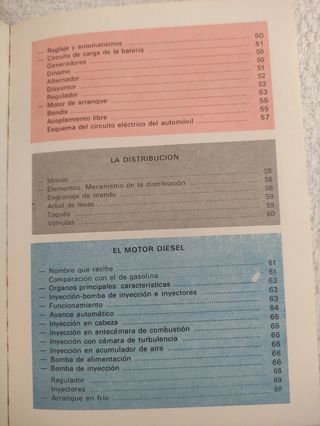 — Reglaje y automatismos 50
— Circuito de carga de la batería 51
Generadores 50
Dinamo 50
Alternador 51
Disyuntor 52
Regulador 53
— Motor de arranque 53
Bendix 55
Acoplamiento libre 55
Esquema del circuito eléctrico del automóvil 57
LA DISTRIBUCION
— Misión 58
— Elementos. Mecanismo de la distribución 58
— Engranaje de mando 58
— Arbol de levas 59
— Taqués 59
— Válvulas 60
EL MOTOR DIESEL
— Nombre que recibe 61
Comparación con el de gasolina 61
— Organos principales: características 62
— Inyección-bomba de inyección e inyectores 63
— Funcionamiento 63
— Avance automático 64
— Inyección en cabeza 65
— Inyección en antecámara de combustión 65
— Inyección con cámara de turbulencia 66
— Inyección en acumulador de aire 66
— Bomba de alimentación 66
— Bomba de inyección 68
Regulador 69
Inyectores 69
— Arranque en frío